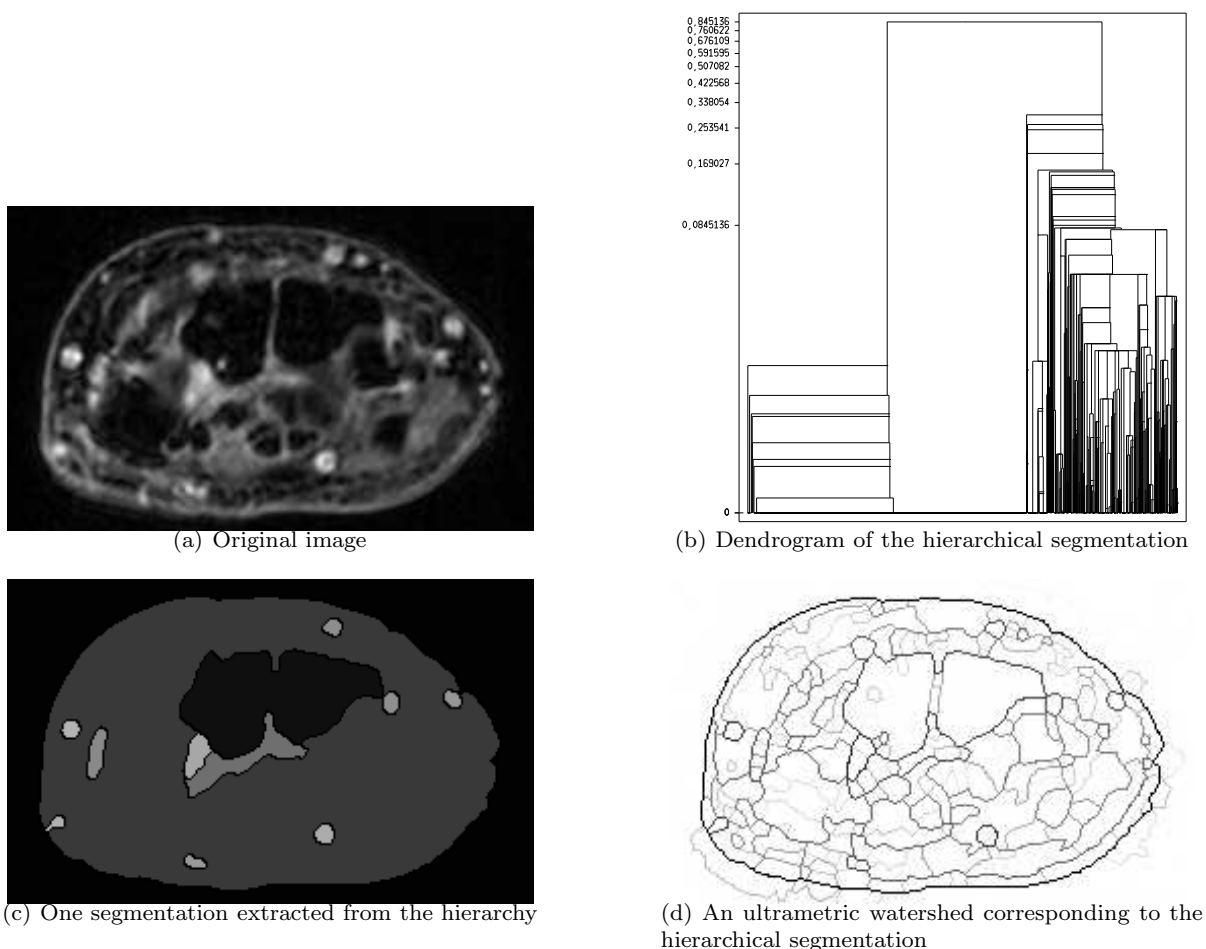 0,845136
0,760622
0,676109
0,591595
0,507082
0,422568
0,338054
0,253541
0,169027
0,0845136
0
(a) Original image
(b) Dendrogram of the hierarchical segmentation
(c) One segmentation extracted from the hierarchy
(d) An ultrametric watershed corresponding to the
hierarchical segmentation